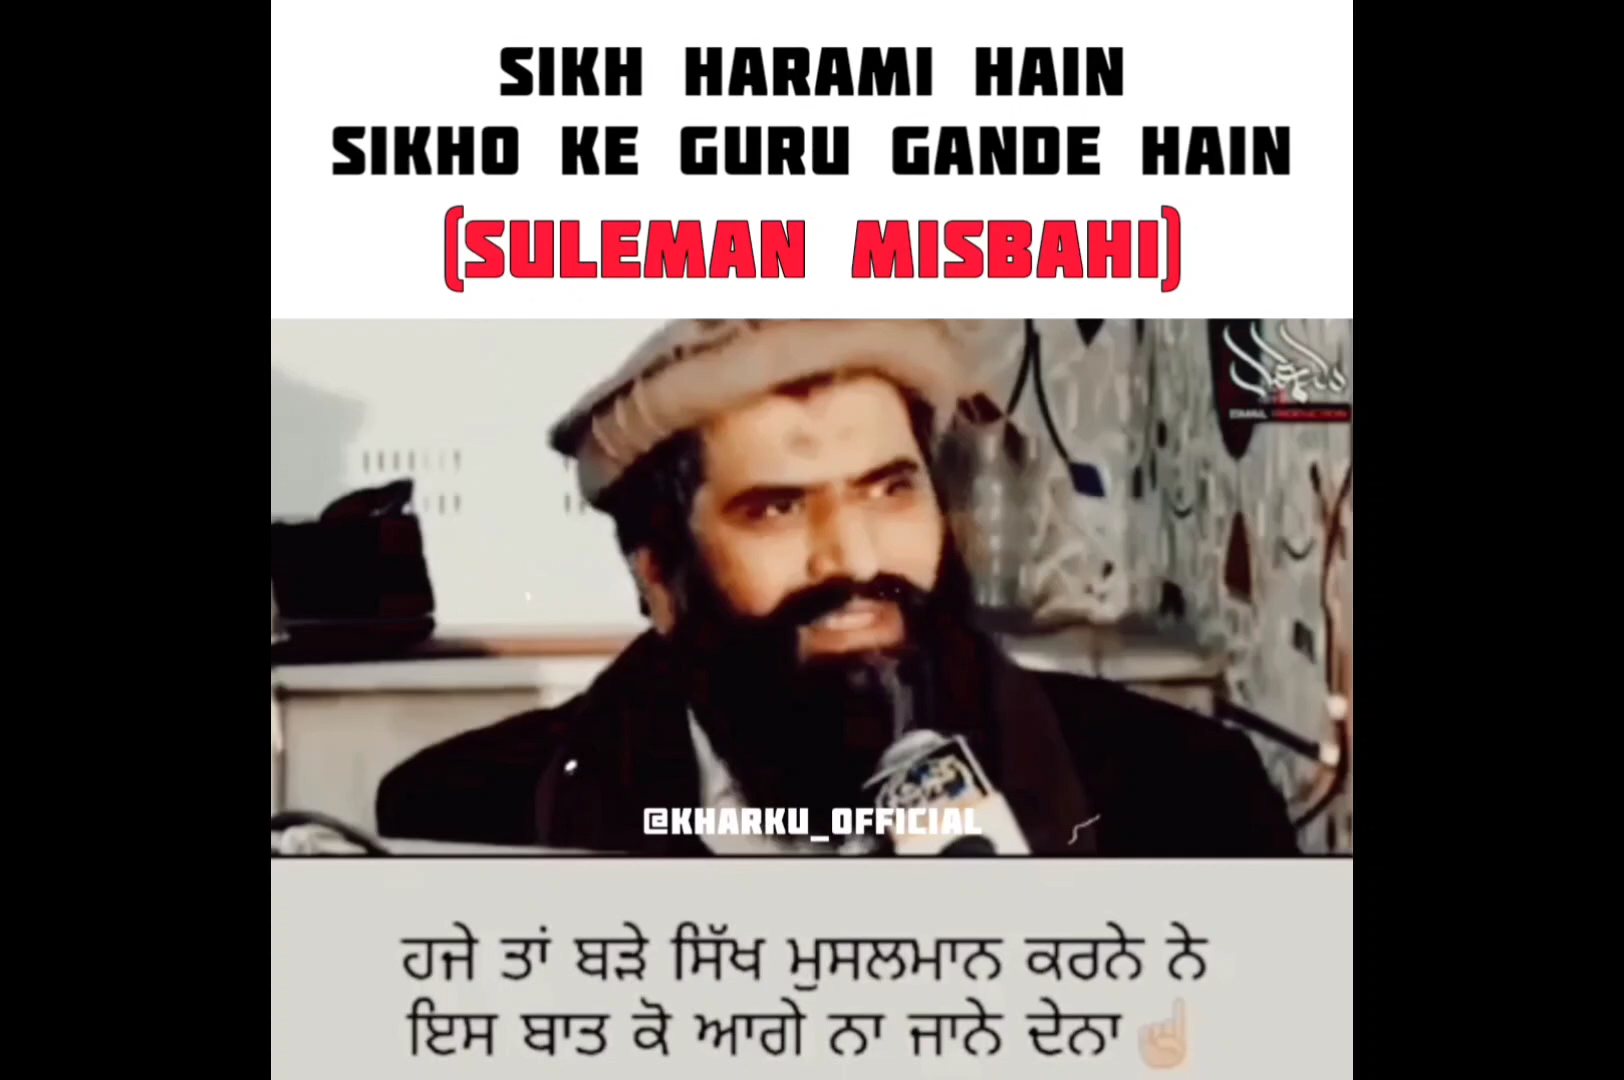 SIKH HARAMI HAIN
SIKHO KE GURU GANDE HAIN
(SULEMAN MISBAHI)
@KHARKU_OFFICIAL
ਹਜੇ ਤਾਂ ਬੜੇ ਸਿੱਖ ਮੁਸਲਮਾਨ ਕਰਨੇ ਨੇ
ਇਸ ਬਾਤ ਕੋ ਆਗੇ ਨਾ ਜਾਨੇ ਦੇਨਾ☝🏻